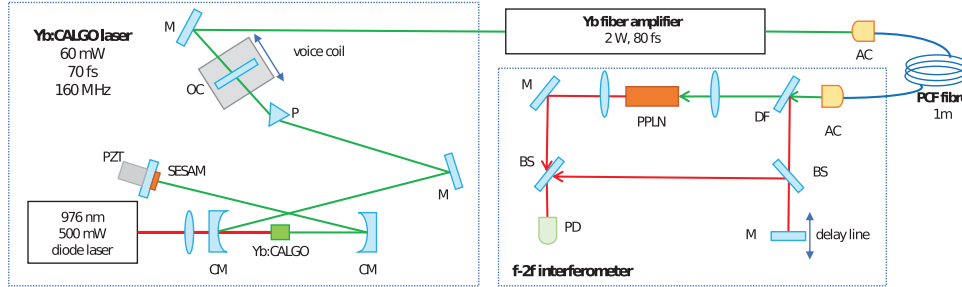 Yb:CALGO laser
60 mW
70 fs
160 MHz
M
voice coil
OC
P
PZT
SESAM
M
976 nm
500 mW
diode laser
CM
Yb:CALGO
CM
Yb fiber amplifier
2 W, 80 fs
AC
PCF fibre
1m
M
PPLN
DF
AC
BS
BS
PD
M
delay line
f-2f interferometer